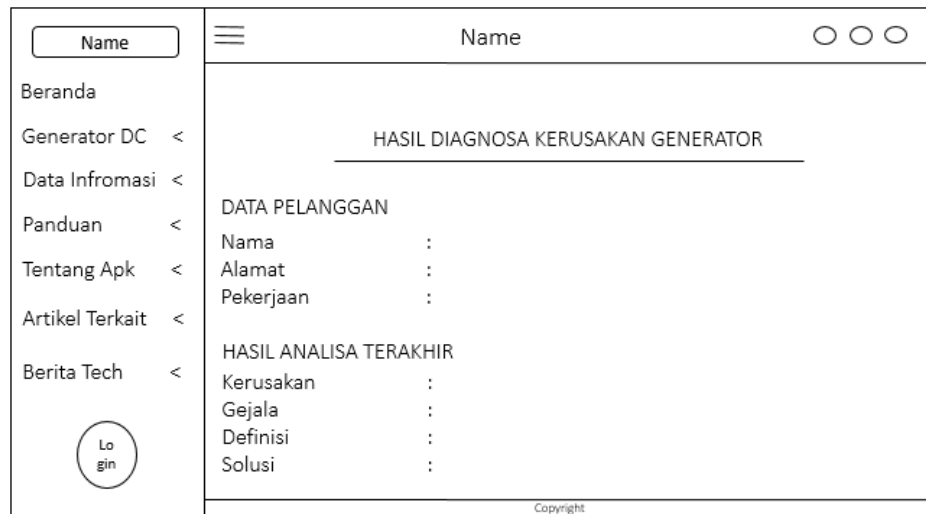 Name
Beranda
Generator DC <
Data Infromasi <
Panduan <
Tentang Apk <
Artikel Terkait <
Berita Tech <
Lo
gin
Name
HASIL DIAGNOSA KERUSAKAN GENERATOR
DATA PELANGGAN
Nama :
Alamat :
Pekerjaan :
HASIL ANALISA TERAKHIR
Kerusakan :
Gejala :
Definisi :
Solusi :
Copyright